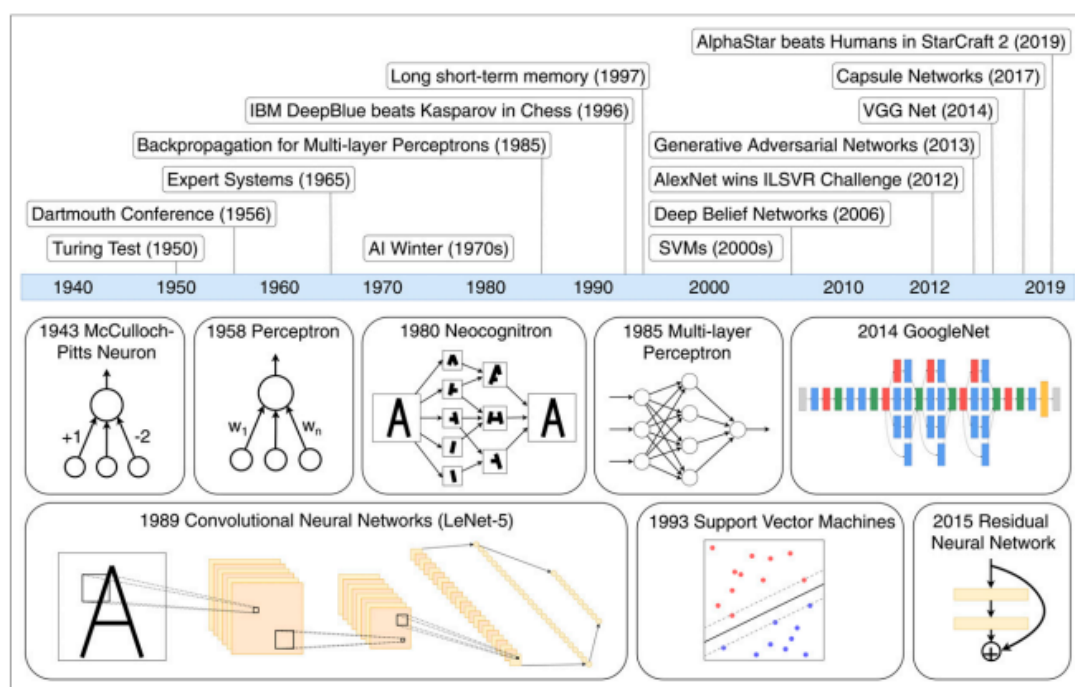 AlphaStar beats Humans in StarCraft 2 (2019)
Long short-term memory (1997)
Capsule Networks (2017)
IBM DeepBlue beats Kasparov in Chess (1996)
VGG Net (2014)
Backpropagation for Multi-layer Perceptrons (1985)
Generative Adversarial Networks (2013)
Expert Systems (1965)
AlexNet wins ILSVR Challenge (2012)
Dartmouth Conference (1956)
Deep Belief Networks (2006)
Turing Test (1950)
AI Winter (1970s)
SVMs (2000s)
1940 1950 1960 1970 1980 1990 2000 2010 2012 2019
1943 McCulloch-
Pitts Neuron
+1 -2
1958 Perceptron
w1 wn
1980 Neocognitron
A A
1985 Multi-layer
Perceptron
2014 GoogleNet
1989 Convolutional Neural Networks (LeNet-5)
A
1993 Support Vector Machines
2015 Residual
Neural Network
+